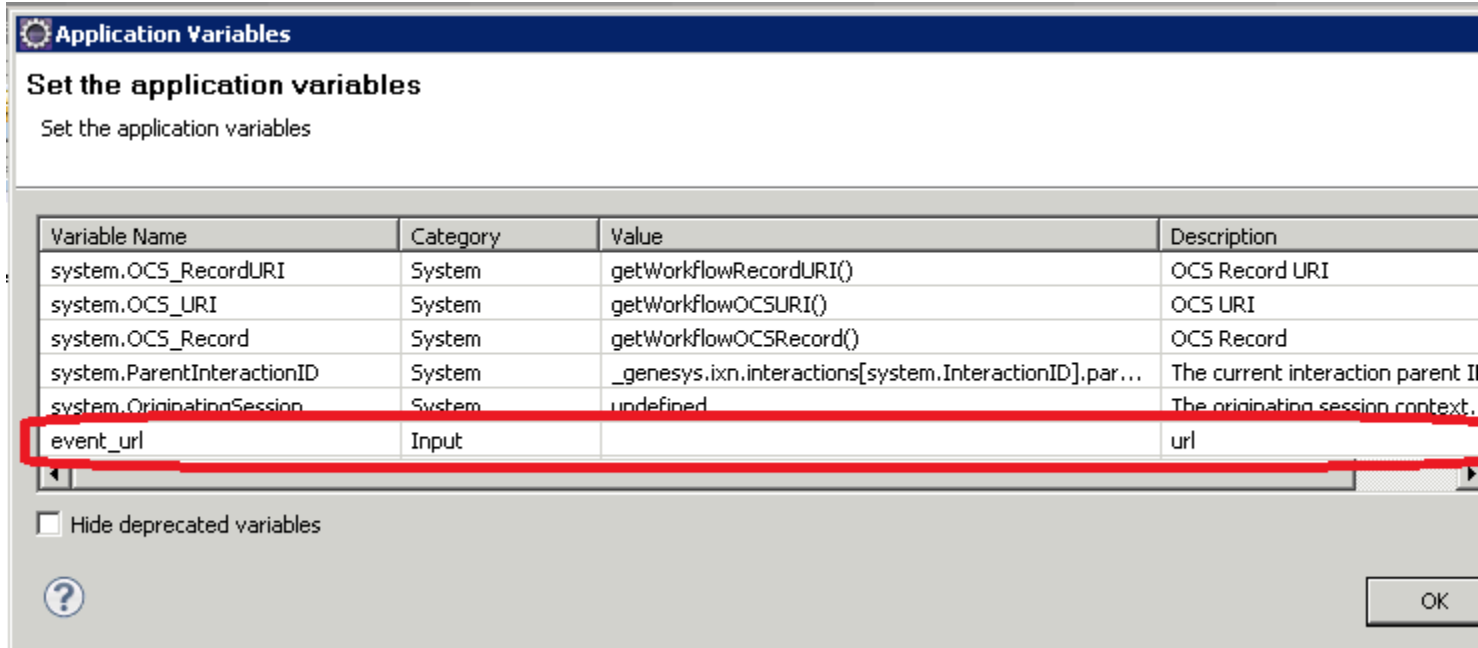 Application Variables
Set the application variables
Set the application variables
Variable Name Category Value Description
system.OCS_RecordURI System getWorkflowRecordURI() OCS Record URI
system.OCS_URI System getWorkflowOCSURI() OCS URI
system.OCS_Record System getWorkflowOCSRecord() OCS Record
system.ParentInteractionID System _genesys.ixn.interactions[system.InteractionID].par... The current interaction parent I
system.OriginatingSession System undefined The originating session context.
event_url Input url
Hide deprecated variables
?
OK